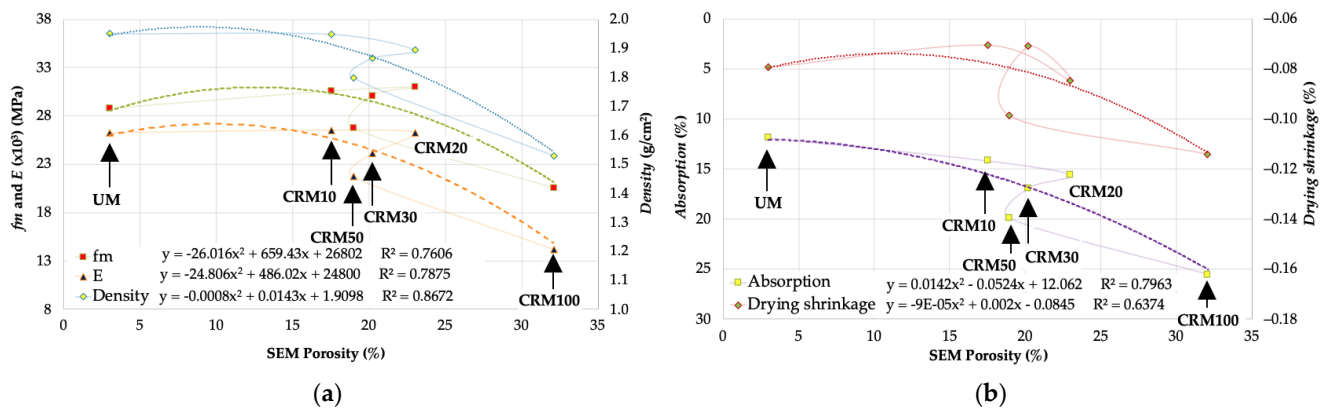 38
33
28
23
18
13
8
fm and E (x10³) (MPa)
2.0
1.9
1.8
1.7
1.6
1.5
1.4
1.3
1.2
1.1
1.0
Density (g/cm²)
UM
CRM10
CRM50
CRM30
CRM20
CRM100
fm y = -26.016x² + 659.43x + 26802 R² = 0.7606
E y = -24.806x² + 486.02x + 24800 R² = 0.7875
Density y = -0.0008x² + 0.0143x + 1.9098 R² = 0.8672
0 5 10 15 20 25 30 35
SEM Porosity (%)
(a)
0
5
10
15
20
25
30
Absorption (%)
−0.06
−0.08
−0.10
−0.12
−0.14
−0.16
−0.18
Drying shrinkage (%)
UM
CRM10
CRM50
CRM30
CRM20
CRM100
Absorption y = 0.0142x² - 0.0524x + 12.062 R² = 0.7963
Drying shrinkage y = -9E-05x² + 0.002x - 0.0845 R² = 0.6374
0 5 10 15 20 25 30 35
SEM Porosity (%)
(b)